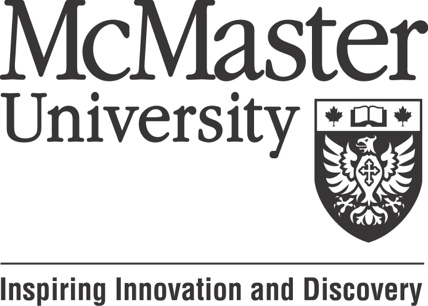 McMaster
University
Inspiring Innovation and Discovery